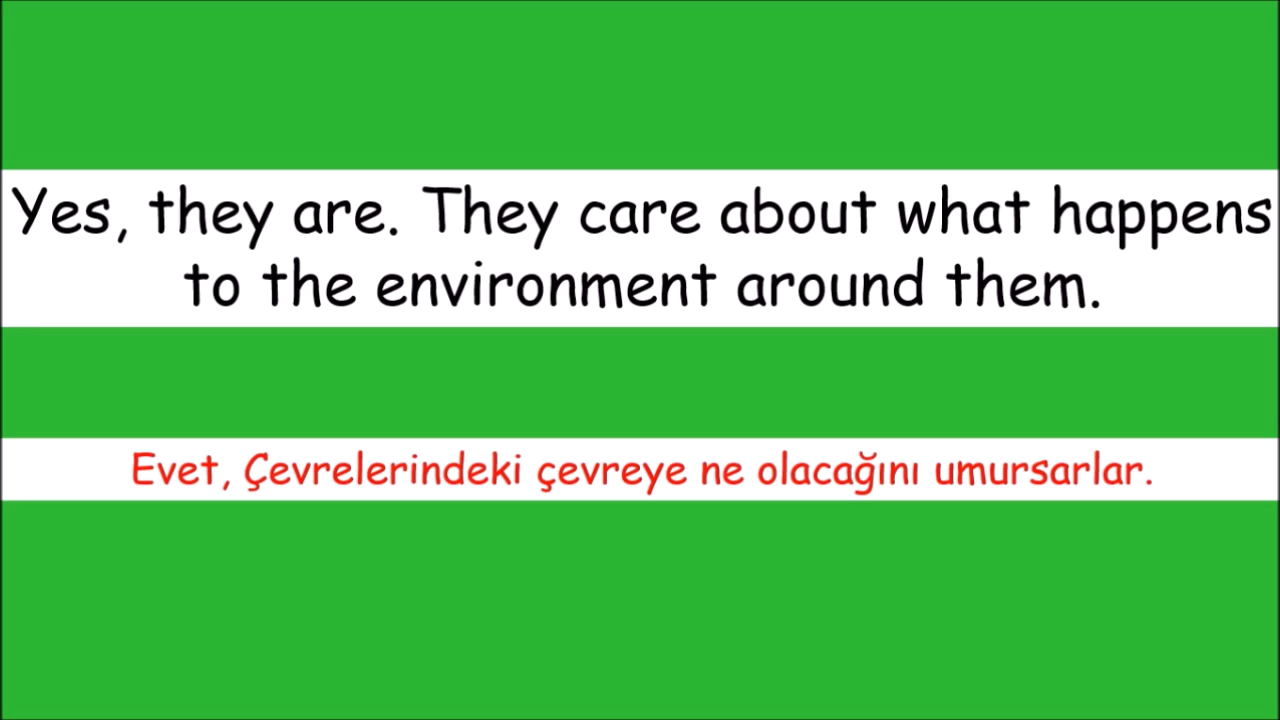 Yes, they are. They care about what happens
to the environment around them.
Evet, Çevrelerindeki çevreye ne olacağını umursarlar.